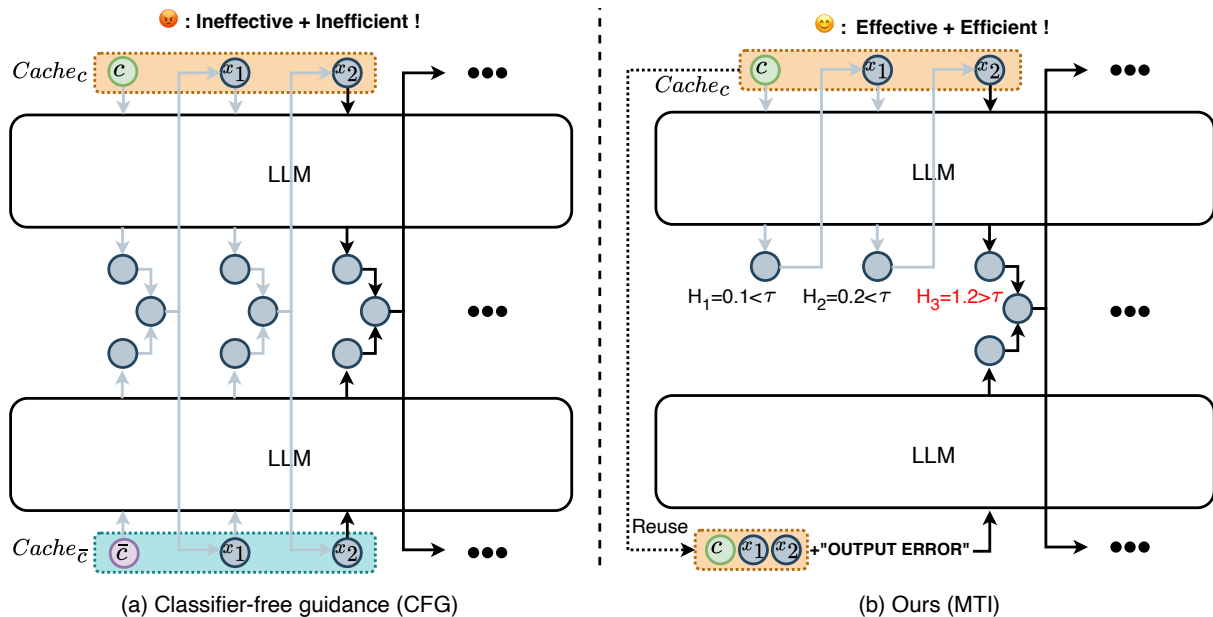 😡 : Ineffective + Inefficient !
Cache_c c x1 x2 •••
LLM
•••
LLM
Cache_c̄ c̄ x1 x2 •••
(a) Classifier-free guidance (CFG)
😊 : Effective + Efficient !
Cache_c c x1 x2 •••
LLM
H1=0.1<τ H2=0.2<τ H3=1.2>τ •••
LLM
Reuse
c x1 x2 +"OUTPUT ERROR" •••
(b) Ours (MTI)